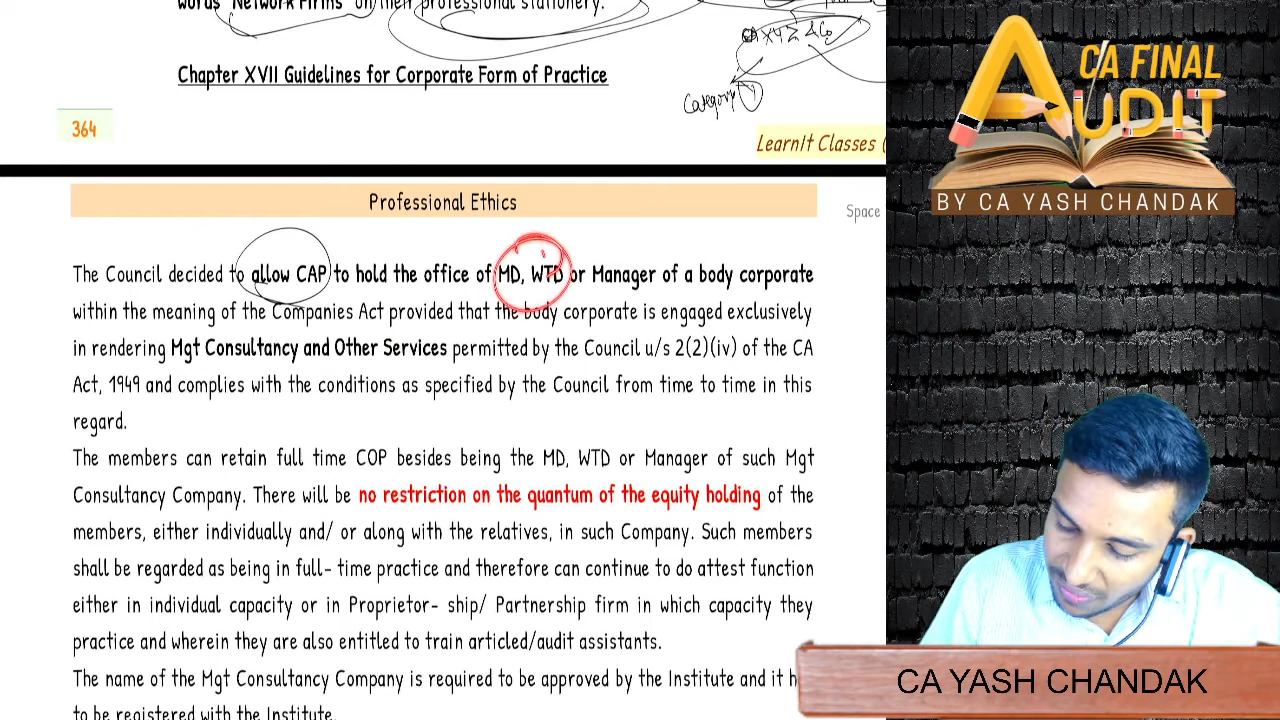 words "Network Firms" on their professional stationery.
CA XYZ & Co
Category
Chapter XVII Guidelines for Corporate Form of Practice
364
LearnIt Classes (
Professional Ethics
Space
The Council decided to allow CAP to hold the office of MD, WTD or Manager of a body corporate
within the meaning of the Companies Act provided that the body corporate is engaged exclusively
in rendering Mgt Consultancy and Other Services permitted by the Council u/s 2(2)(iv) of the CA
Act, 1949 and complies with the conditions as specified by the Council from time to time in this
regard.
The members can retain full time COP besides being the MD, WTD or Manager of such Mgt
Consultancy Company. There will be no restriction on the quantum of the equity holding of the
members, either individually and/ or along with the relatives, in such Company. Such members
shall be regarded as being in full- time practice and therefore can continue to do attest function
either in individual capacity or in Proprietor- ship/ Partnership firm in which capacity they
practice and wherein they are also entitled to train articled/audit assistants.
The name of the Mgt Consultancy Company is required to be approved by the Institute and it h
to be registered with the Institute.
CA FINAL
AUDIT
BY CA YASH CHANDAK
CA YASH CHANDAK